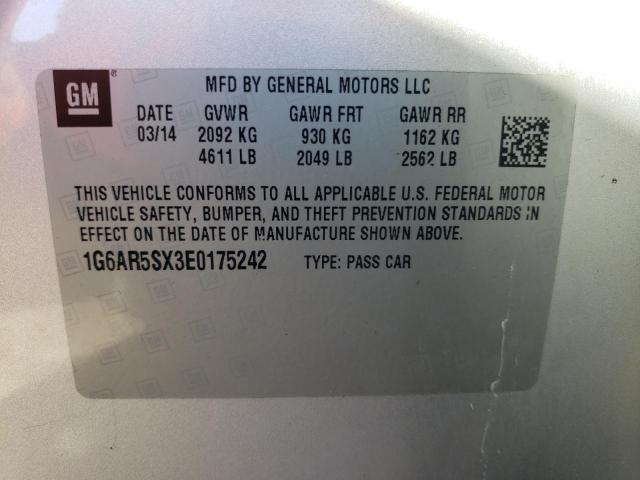 GM ®
MFD BY GENERAL MOTORS LLC
DATE GVWR GAWR FRT GAWR RR
03/14 2092 KG 930 KG 1162 KG
4611 LB 2049 LB 2562 LB
THIS VEHICLE CONFORMS TO ALL APPLICABLE U.S. FEDERAL MOTOR
VEHICLE SAFETY, BUMPER, AND THEFT PREVENTION STANDARDS IN
EFFECT ON THE DATE OF MANUFACTURE SHOWN ABOVE.
1G6AR5SX3E0175242 TYPE: PASS CAR